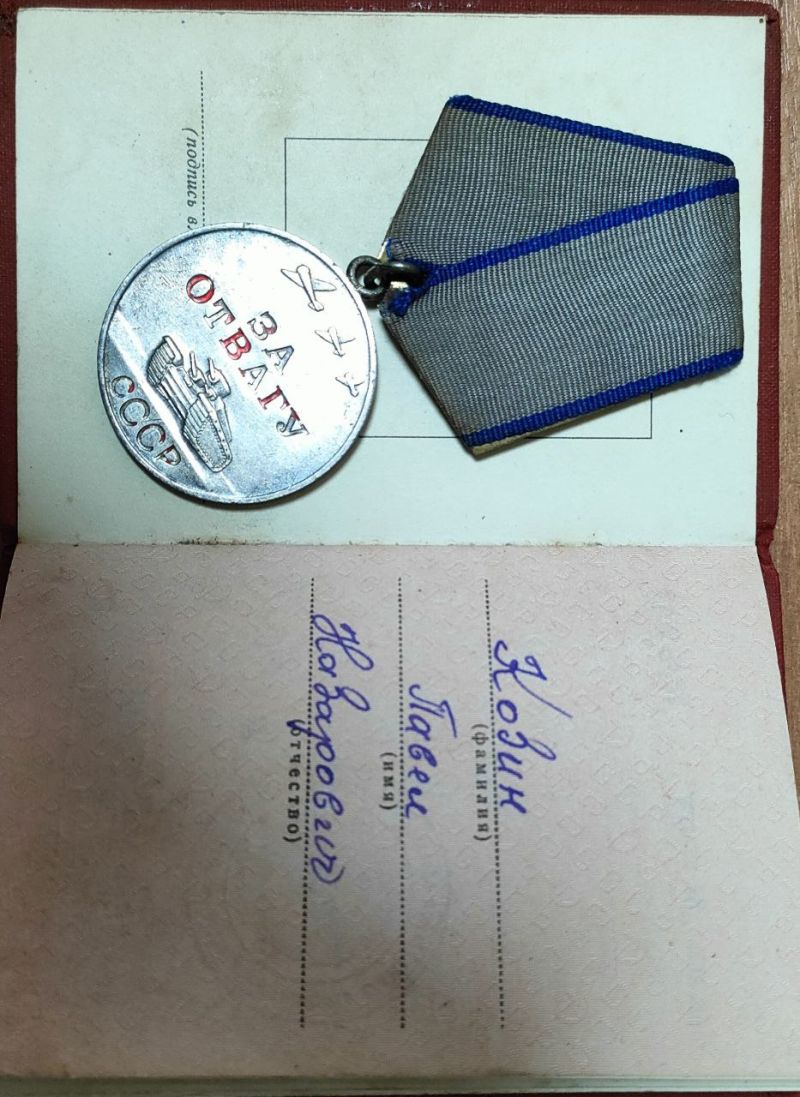 (подпись в
ЗА
ОТВАГУ
СССР
Козин
(фамилия)
Павел
(имя)
Назарович
(отчество)